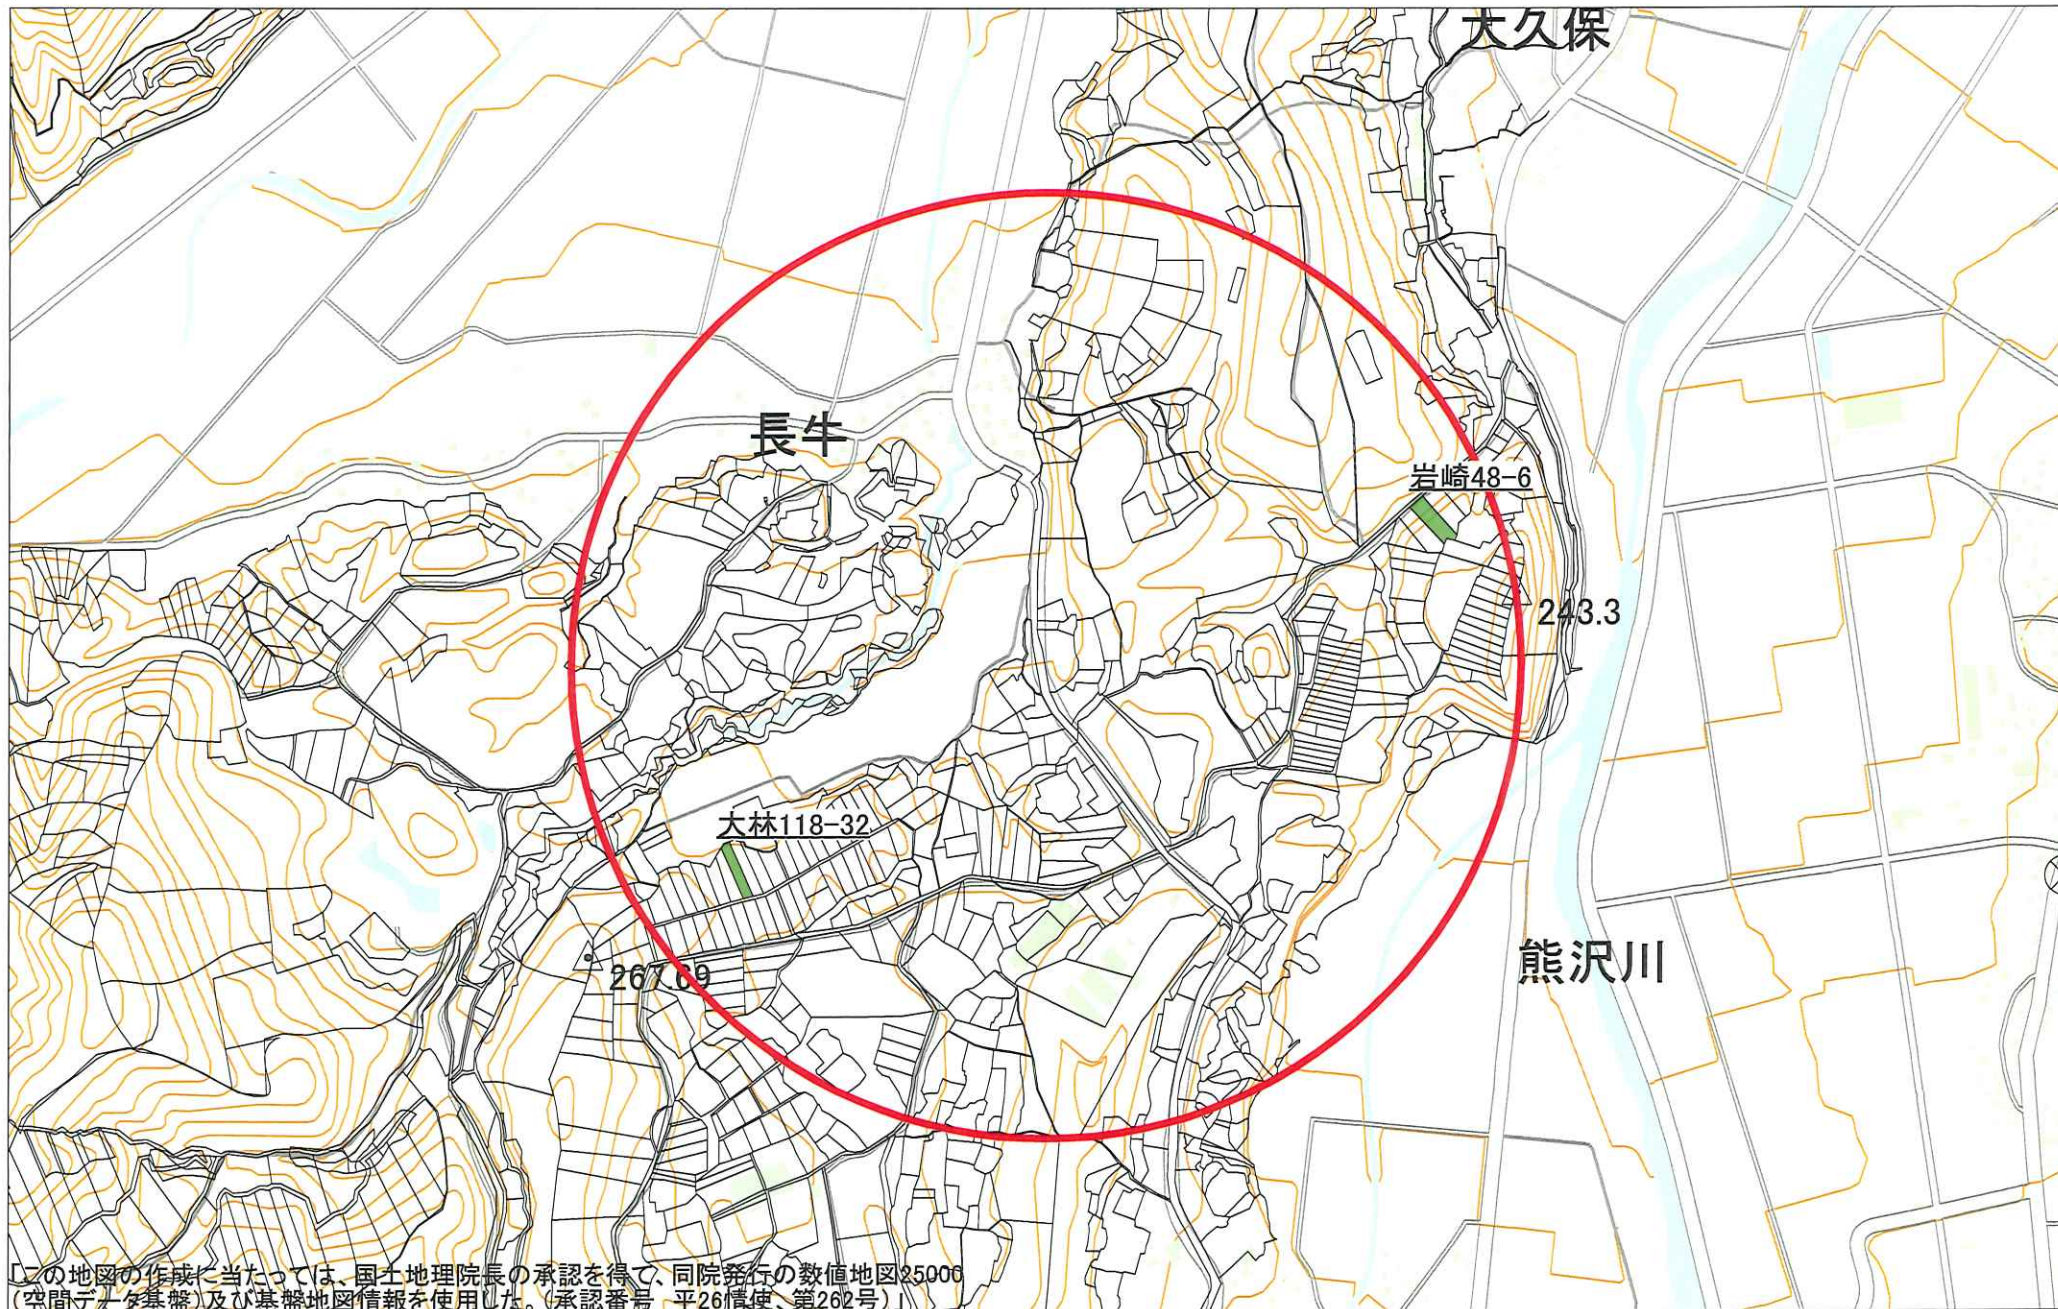 大久保
長牛
岩崎48-6
243.3
大林118-32
熊沢川
267.69
「この地図の作成に当たっては、国土地理院長の承認を得て、同院発行の数値地図25000
(空間データ基盤)及び基盤地図情報を使用した。(承認番号 平26情使、第262号)」